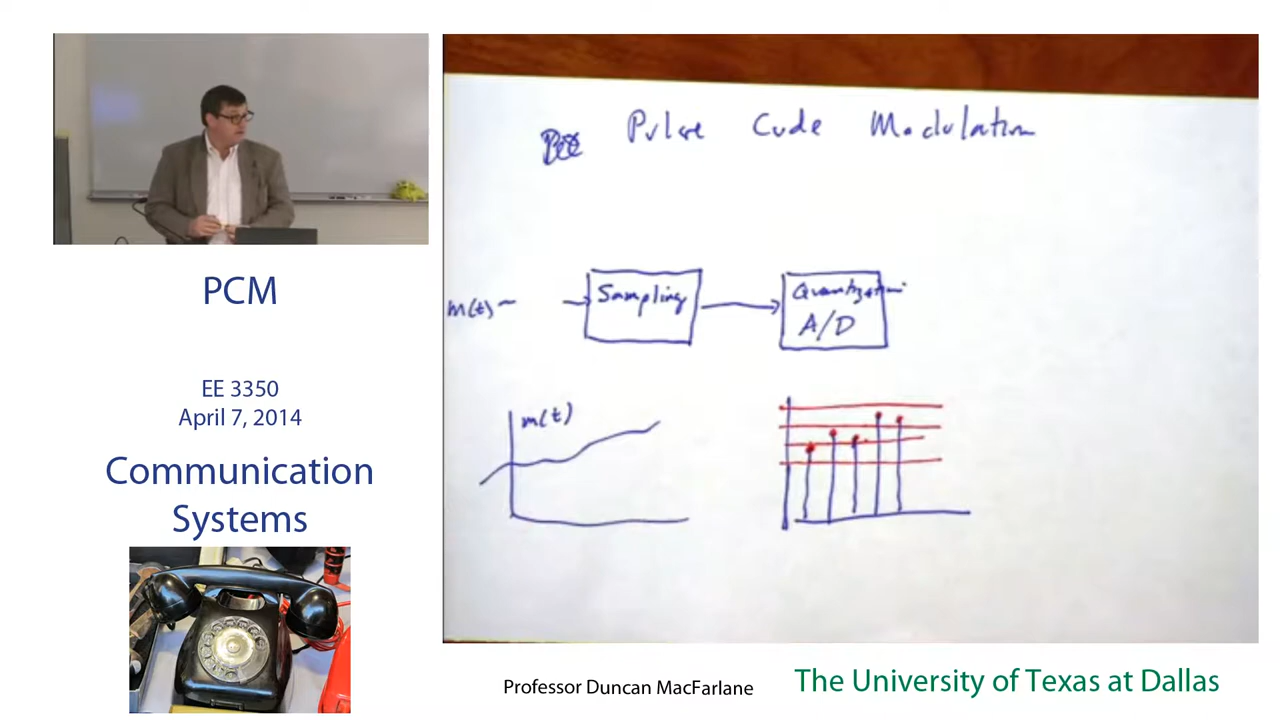 PCM
EE 3350
April 7, 2014
Communication
Systems
Pulse Code Modulation
m(t) Sampling Quantization
A/D
m(t)
Professor Duncan MacFarlane
The University of Texas at Dallas